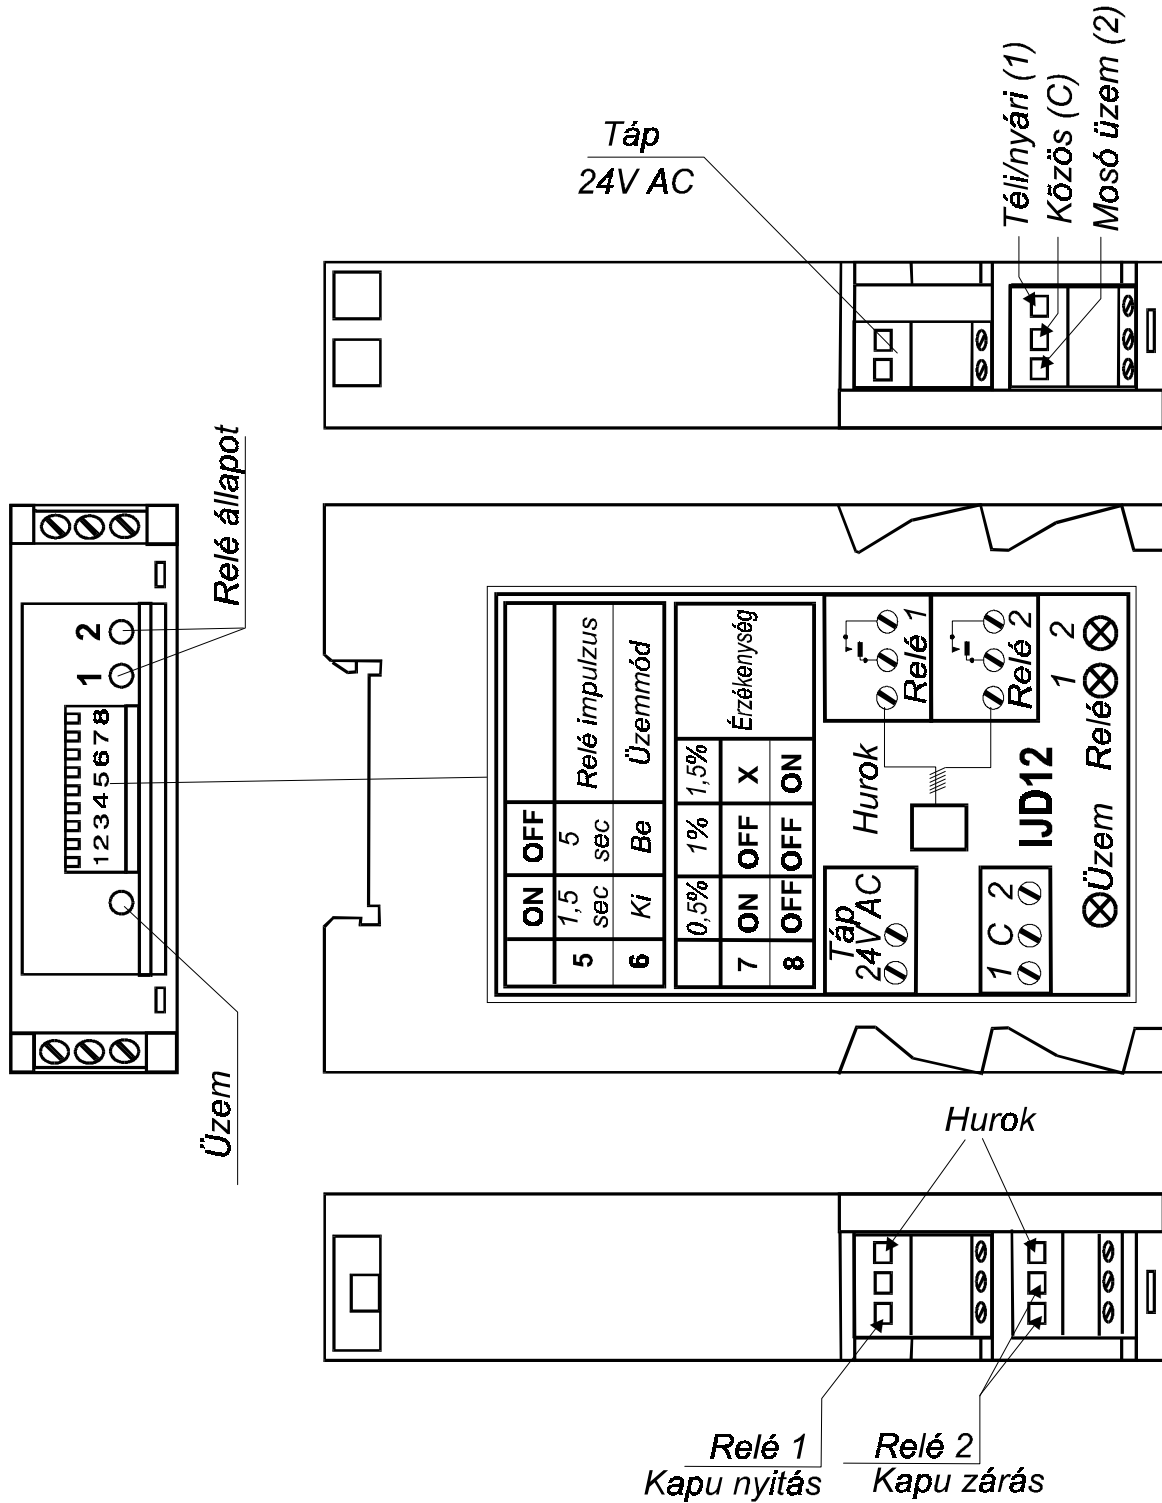 Táp
24V AC
Téli/nyári (1)
Közös (C)
Mosó üzem (2)
Relé állapot
1 2
12345678
Üzem
ON OFF
5 1,5 sec 5 sec Relé impulzus
6 Ki Be Üzemmód
0,5% 1% 1,5% Érzékenység
7 ON OFF X
8 OFF OFF ON
Táp
24V AC
Hurok
Relé 1
Relé 2
1 C 2
IJD12
1 2
Üzem Relé
Hurok
Relé 1
Kapu nyitás
Relé 2
Kapu zárás